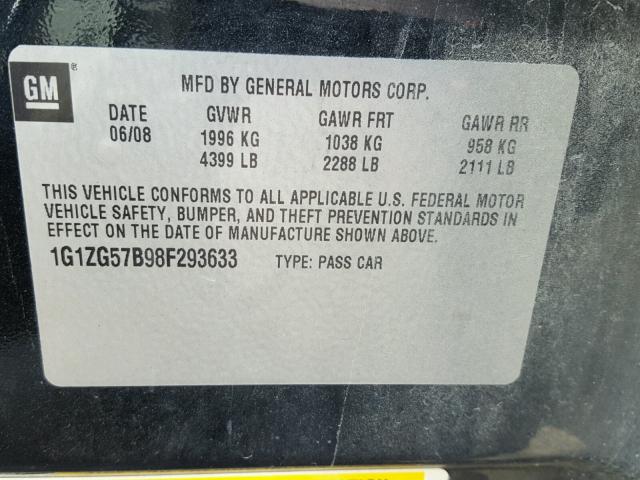 GM ®
MFD BY GENERAL MOTORS CORP.
DATE GVWR GAWR FRT GAWR RR
06/08 1996 KG 1038 KG 958 KG
4399 LB 2288 LB 2111 LB
THIS VEHICLE CONFORMS TO ALL APPLICABLE U.S. FEDERAL MOTOR
VEHICLE SAFETY, BUMPER, AND THEFT PREVENTION STANDARDS IN
EFFECT ON THE DATE OF MANUFACTURE SHOWN ABOVE.
1G1ZG57B98F293633 TYPE: PASS CAR